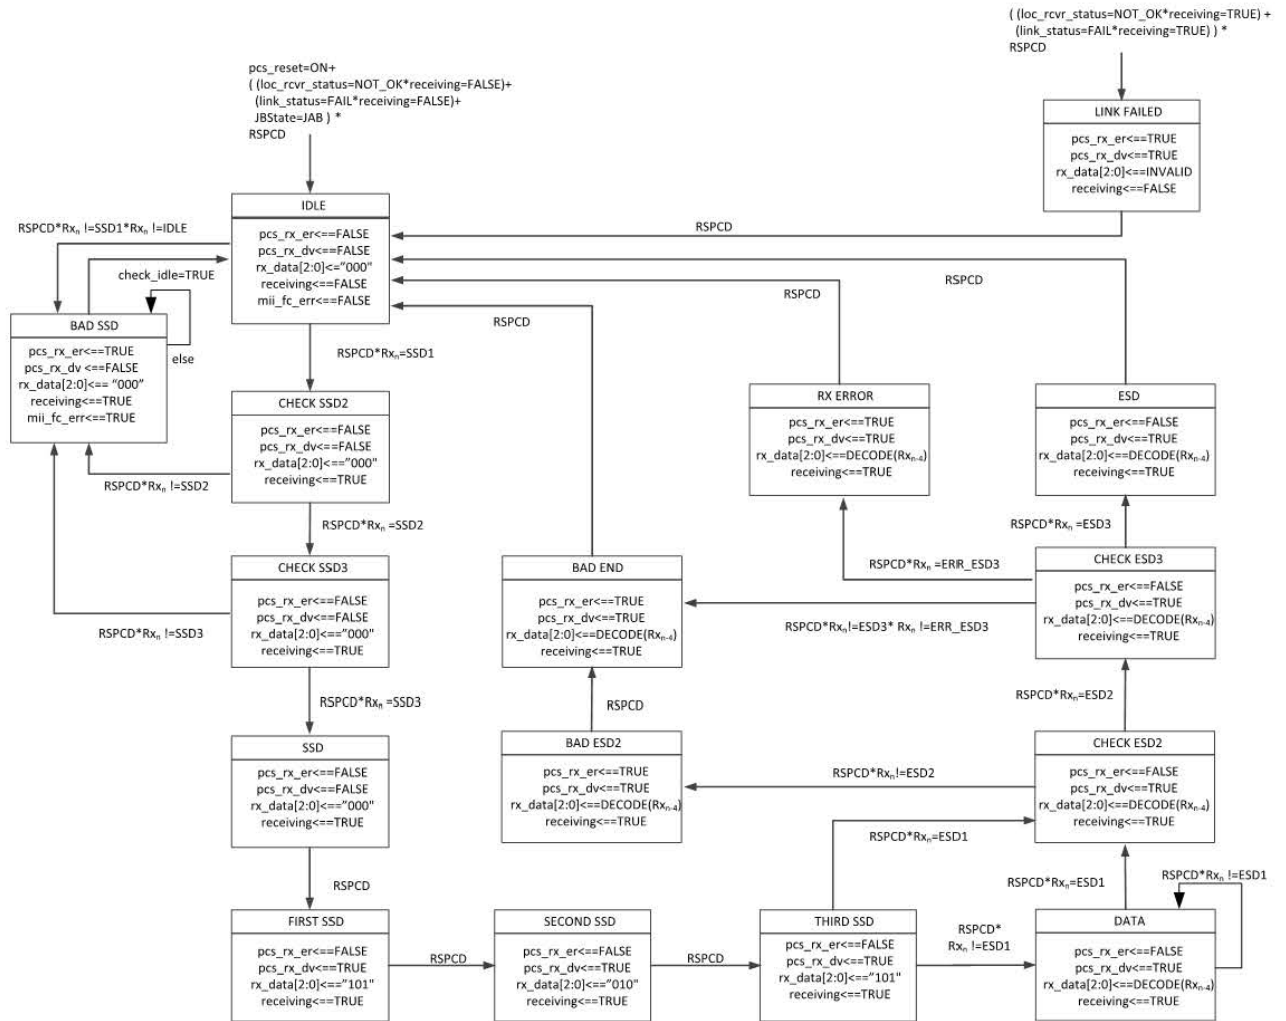 ( (loc_rcvr_status=NOT_OK*receiving=TRUE) +
(link_status=FAIL*receiving=TRUE) ) *
RSPCD
pcs_reset=ON+
( (loc_rcvr_status=NOT_OK*receiving=FALSE)+
(link_status=FAIL*receiving=FALSE)+
JBState=JAB ) *
RSPCD
LINK FAILED
pcs_rx_er<==TRUE
pcs_rx_dv<==TRUE
rx_data[2:0]<==INVALID
receiving<==FALSE
RSPCD
IDLE
pcs_rx_er<==FALSE
pcs_rx_dv<==FALSE
rx_data[2:0]<="000"
receiving<==FALSE
mii_fc_err<==FALSE
RSPCD*Rxn !=SSD1*Rxn !=IDLE
check_idle=TRUE
else
BAD SSD
pcs_rx_er<==TRUE
pcs_rx_dv <==FALSE
rx_data[2:0]<== "000"
receiving<==TRUE
mii_fc_err<==TRUE
RSPCD
RSPCD
RSPCD
RSPCD*Rxn=SSD1
CHECK SSD2
pcs_rx_er<==FALSE
pcs_rx_dv<==FALSE
rx_data[2:0]<=="000"
receiving<==TRUE
RSPCD*Rxn !=SSD2
RSPCD*Rxn =SSD2
RX ERROR
pcs_rx_er<==TRUE
pcs_rx_dv<==TRUE
rx_data[2:0]<==DECODE(Rxn-4)
receiving<==TRUE
ESD
pcs_rx_er<==FALSE
pcs_rx_dv<==TRUE
rx_data[2:0]<==DECODE(Rxn-4)
receiving<==TRUE
RSPCD*Rxn =ESD3
RSPCD*Rxn =ERR_ESD3
CHECK SSD3
pcs_rx_er<==FALSE
pcs_rx_dv<==FALSE
rx_data[2:0]<=="000"
receiving<==TRUE
RSPCD*Rxn !=SSD3
RSPCD*Rxn =SSD3
BAD END
pcs_rx_er<==TRUE
pcs_rx_dv<==TRUE
rx_data[2:0]<==DECODE(Rxn-4)
receiving<==TRUE
RSPCD*Rxn!=ESD3* Rxn !=ERR_ESD3
CHECK ESD3
pcs_rx_er<==FALSE
pcs_rx_dv<==TRUE
rx_data[2:0]<==DECODE(Rxn-4)
receiving<==TRUE
RSPCD
RSPCD*Rxn=ESD2
SSD
pcs_rx_er<==FALSE
pcs_rx_dv<==FALSE
rx_data[2:0]<=="000"
receiving<==TRUE
BAD ESD2
pcs_rx_er<==TRUE
pcs_rx_dv<==TRUE
rx_data[2:0]<==DECODE(Rxn-4)
receiving<==TRUE
RSPCD*Rxn!=ESD2
CHECK ESD2
pcs_rx_er<==FALSE
pcs_rx_dv<==TRUE
rx_data[2:0]<==DECODE(Rxn-4)
receiving<==TRUE
RSPCD*Rxn=ESD1
RSPCD
RSPCD*Rxn=ESD1
RSPCD*Rxn !=ESD1
FIRST SSD
pcs_rx_er<==FALSE
pcs_rx_dv<==TRUE
rx_data[2:0]<=="101"
receiving<==TRUE
RSPCD
SECOND SSD
pcs_rx_er<==FALSE
pcs_rx_dv<==TRUE
rx_data[2:0]<=="010"
receiving<==TRUE
RSPCD
THIRD SSD
pcs_rx_er<==FALSE
pcs_rx_dv<==TRUE
rx_data[2:0]<=="101"
receiving<==TRUE
RSPCD*
Rxn !=ESD1
DATA
pcs_rx_er<==FALSE
pcs_rx_dv<==TRUE
rx_data[2:0]<==DECODE(Rxn-4)
receiving<==TRUE